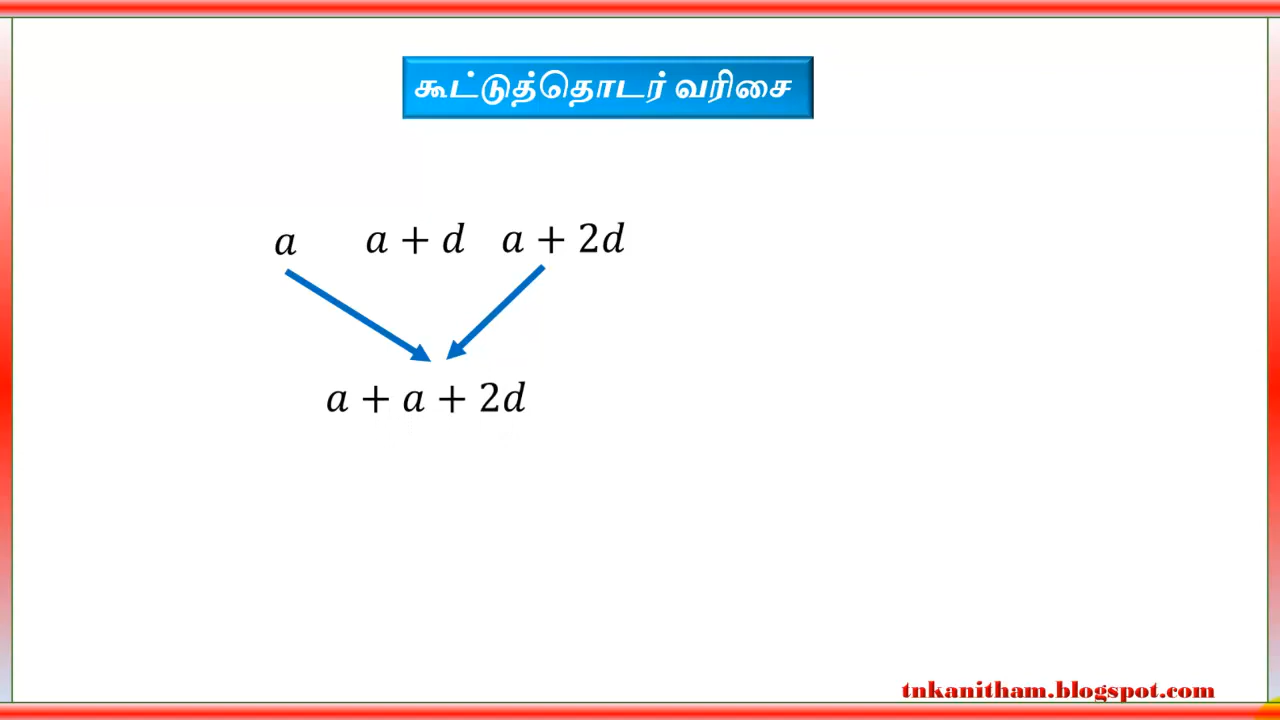 கூட்டுத்தொடர் வரிசை
a a + d a + 2d
a + a + 2d
tnkanitham.blogspot.com